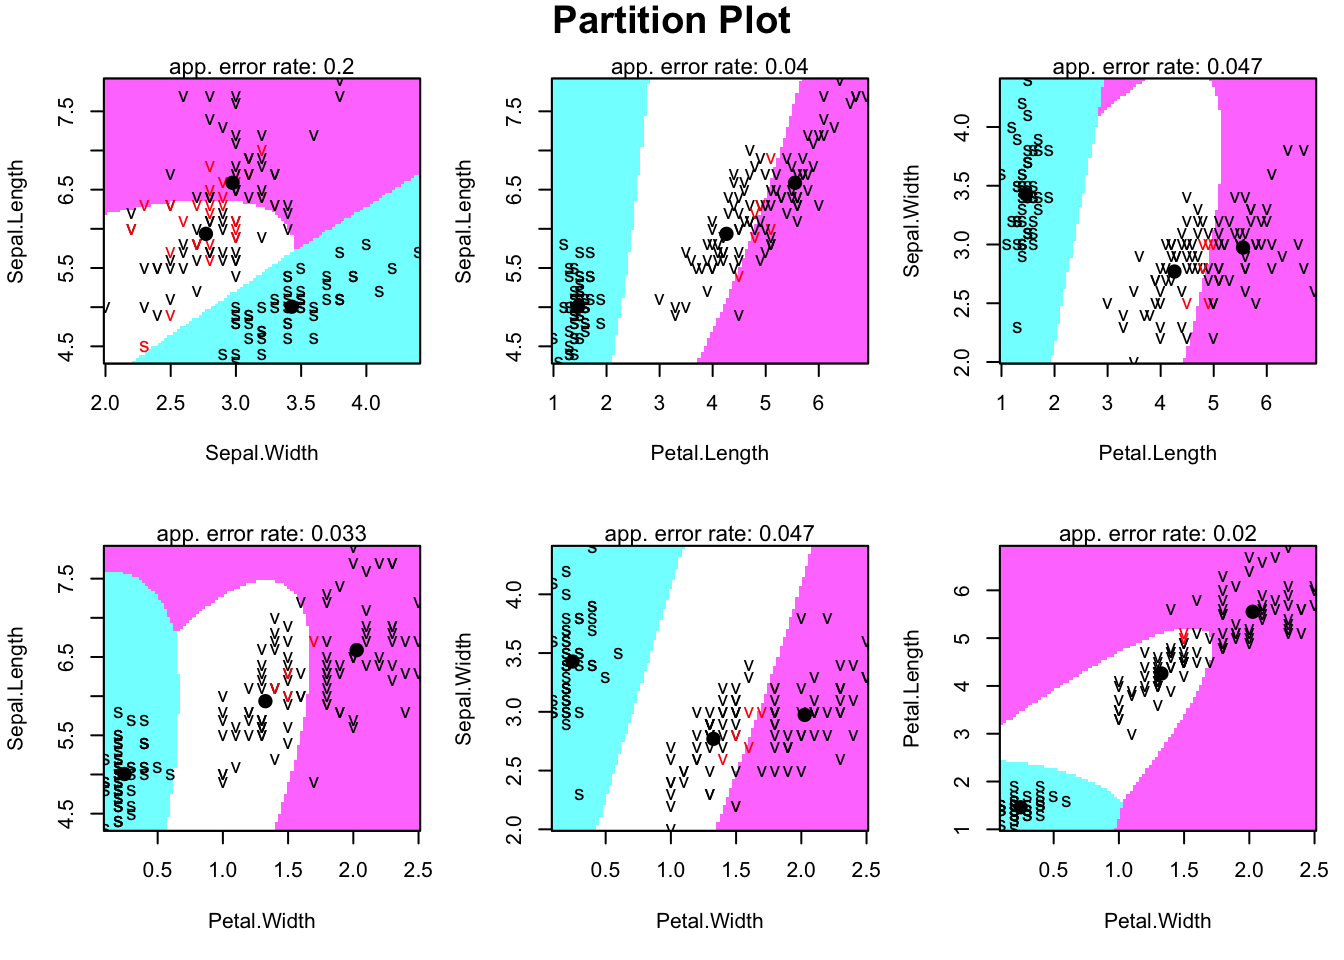 Partition Plot
app. error rate: 0.2
app. error rate: 0.04
app. error rate: 0.047
Sepal.Length
4.5 5.5 6.5 7.5
2.0 2.5 3.0 3.5 4.0
Sepal.Width
Sepal.Length
4.5 5.5 6.5 7.5
1 2 3 4 5 6
Petal.Length
Sepal.Width
2.0 2.5 3.0 3.5 4.0
1 2 3 4 5 6
Petal.Length
app. error rate: 0.033
app. error rate: 0.047
app. error rate: 0.02
Sepal.Length
4.5 5.5 6.5 7.5
0.5 1.0 1.5 2.0 2.5
Petal.Width
Sepal.Width
2.0 2.5 3.0 3.5 4.0
0.5 1.0 1.5 2.0 2.5
Petal.Width
Petal.Length
1 2 3 4 5 6
0.5 1.0 1.5 2.0 2.5
Petal.Width